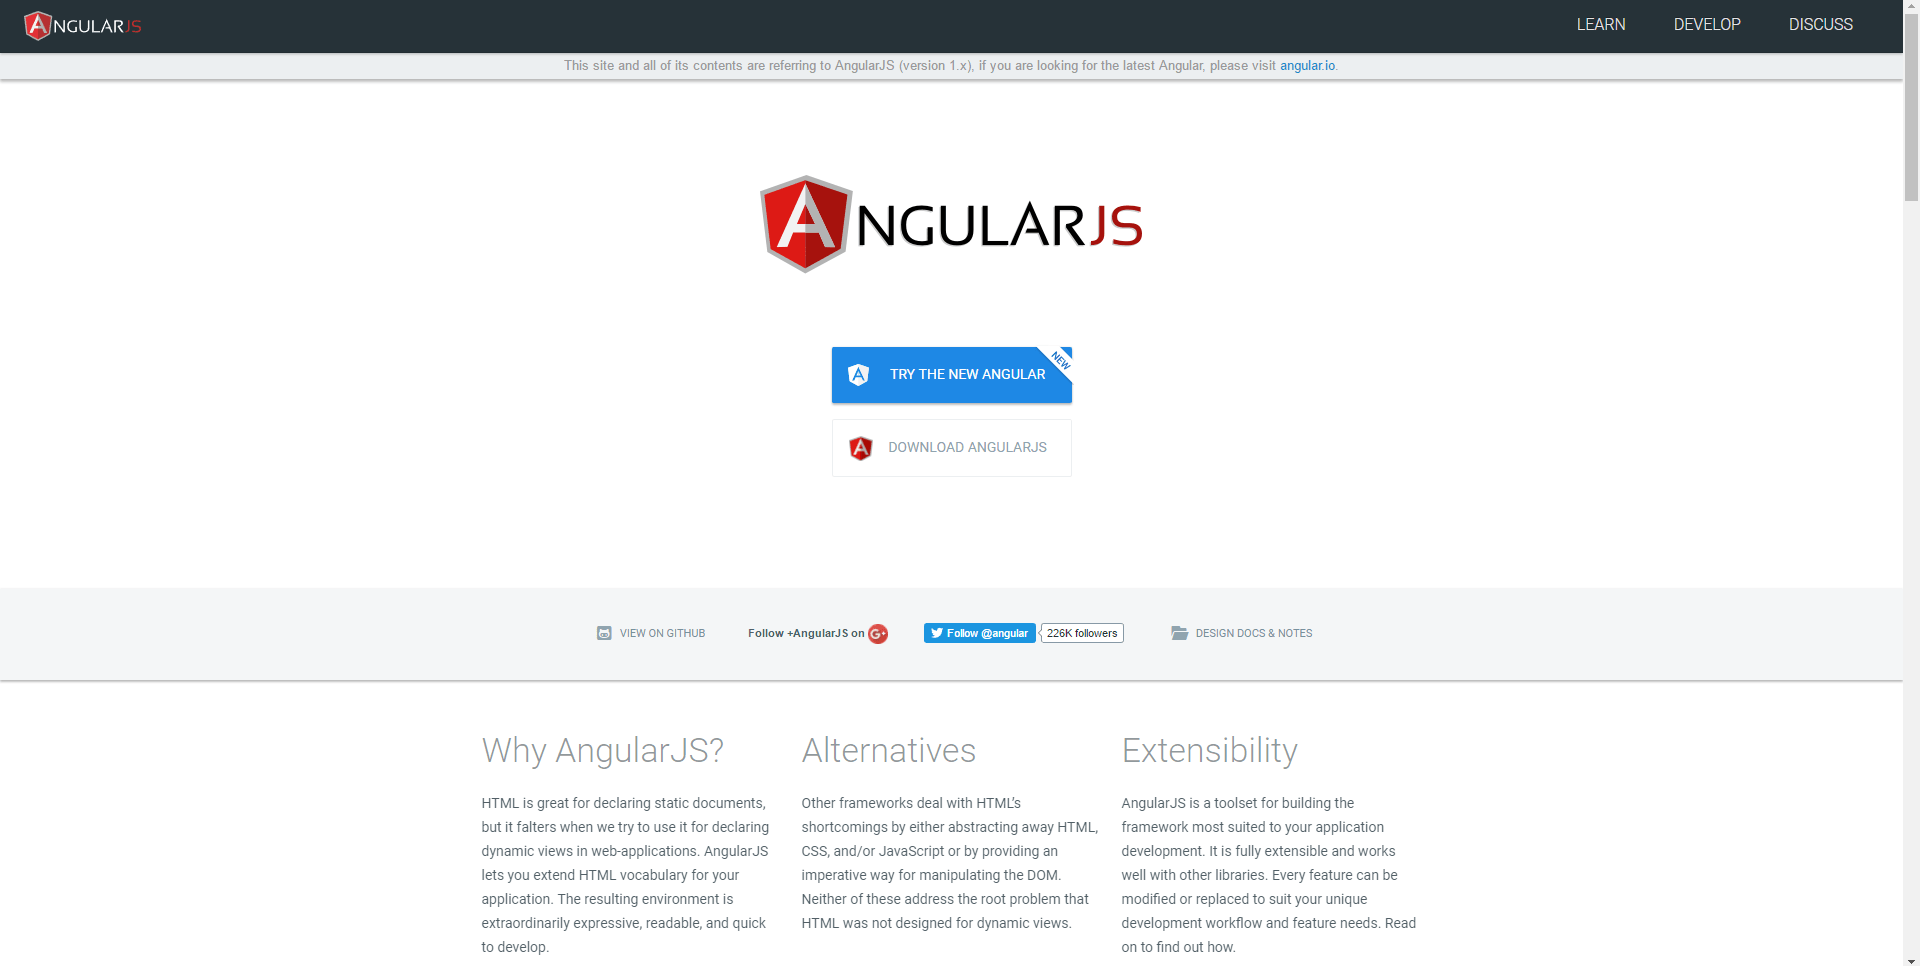 ANGULARJS
LEARN DEVELOP DISCUSS
This site and all of its contents are referring to AngularJS (version 1.x), if you are looking for the latest Angular, please visit angular.io.
ANGULARJS
TRY THE NEW ANGULAR
NEW
DOWNLOAD ANGULARJS
VIEW ON GITHUB
Follow +AngularJS on G+
Follow @angular
226K followers
DESIGN DOCS & NOTES
Why AngularJS?
HTML is great for declaring static documents,
but it falters when we try to use it for declaring
dynamic views in web-applications. AngularJS
lets you extend HTML vocabulary for your
application. The resulting environment is
extraordinarily expressive, readable, and quick
to develop.
Alternatives
Other frameworks deal with HTML’s
shortcomings by either abstracting away HTML,
CSS, and/or JavaScript or by providing an
imperative way for manipulating the DOM.
Neither of these address the root problem that
HTML was not designed for dynamic views.
Extensibility
AngularJS is a toolset for building the
framework most suited to your application
development. It is fully extensible and works
well with other libraries. Every feature can be
modified or replaced to suit your unique
development workflow and feature needs. Read
on to find out how.